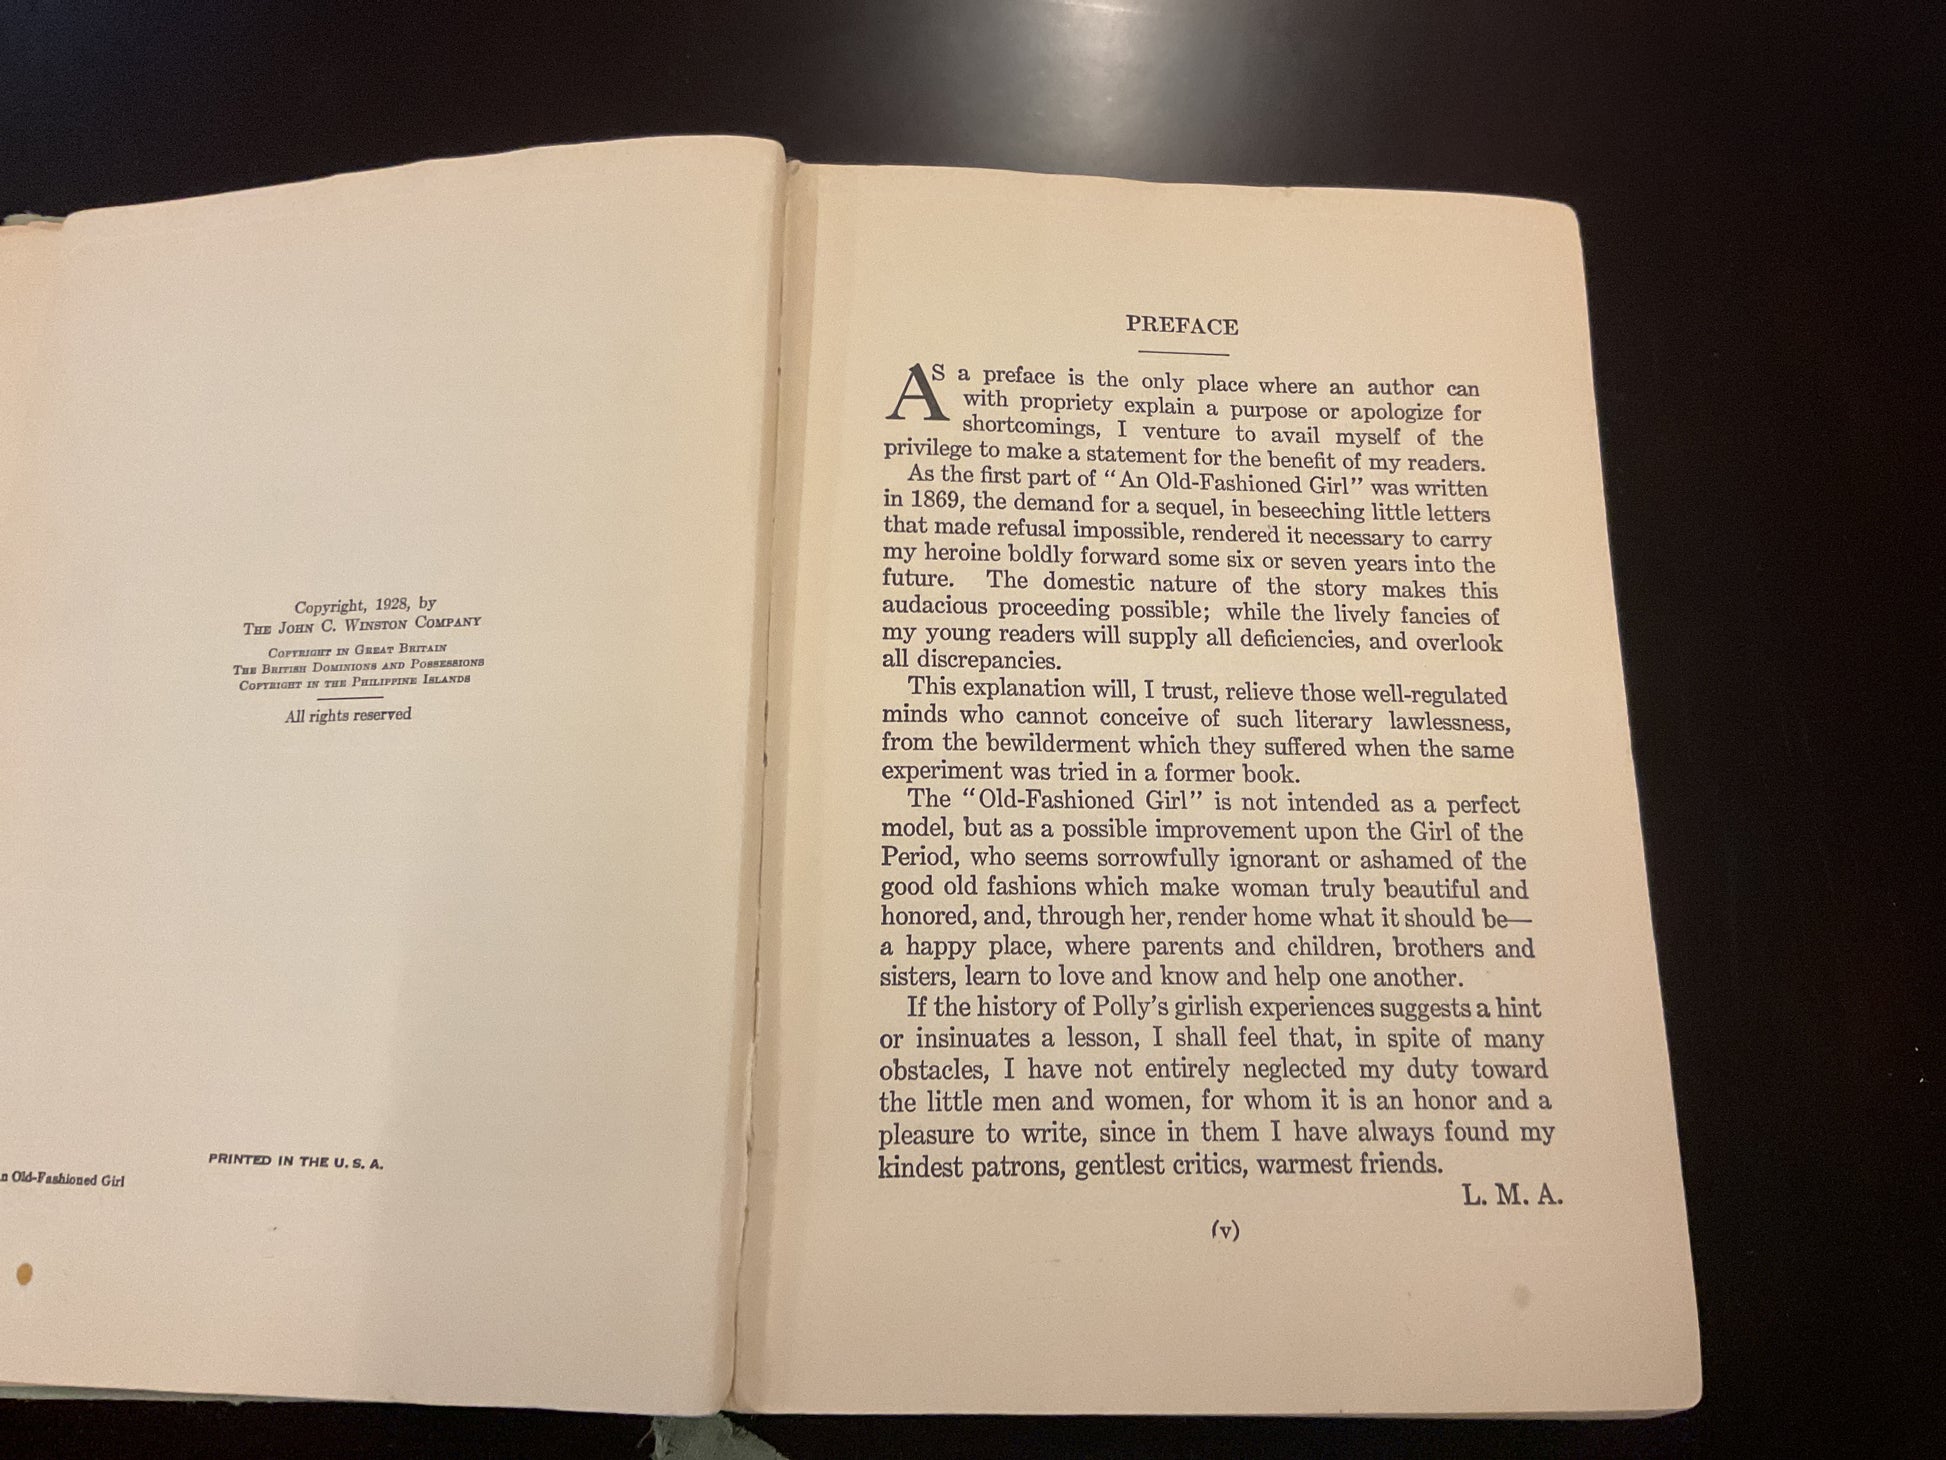 Copyright, 1928, by
THE JOHN C. WINSTON COMPANY
COPYRIGHT IN GREAT BRITAIN
THE BRITISH DOMINIONS AND POSSESSIONS
COPYRIGHT IN THE PHILIPPINE ISLANDS
All rights reserved
PRINTED IN THE U. S. A.
n Old-Fashioned Girl
PREFACE
AS a preface is the only place where an author can
with propriety explain a purpose or apologize for
shortcomings, I venture to avail myself of the
privilege to make a statement for the benefit of my readers.
As the first part of “An Old-Fashioned Girl” was written
in 1869, the demand for a sequel, in beseeching little letters
that made refusal impossible, rendered it necessary to carry
my heroine boldly forward some six or seven years into the
future. The domestic nature of the story makes this
audacious proceeding possible; while the lively fancies of
my young readers will supply all deficiencies, and overlook
all discrepancies.
This explanation will, I trust, relieve those well-regulated
minds who cannot conceive of such literary lawlessness,
from the bewilderment which they suffered when the same
experiment was tried in a former book.
The “Old-Fashioned Girl” is not intended as a perfect
model, but as a possible improvement upon the Girl of the
Period, who seems sorrowfully ignorant or ashamed of the
good old fashions which make woman truly beautiful and
honored, and, through her, render home what it should be—
a happy place, where parents and children, brothers and
sisters, learn to love and know and help one another.
If the history of Polly’s girlish experiences suggests a hint
or insinuates a lesson, I shall feel that, in spite of many
obstacles, I have not entirely neglected my duty toward
the little men and women, for whom it is an honor and a
pleasure to write, since in them I have always found my
kindest patrons, gentlest critics, warmest friends.
L. M. A.
(v)